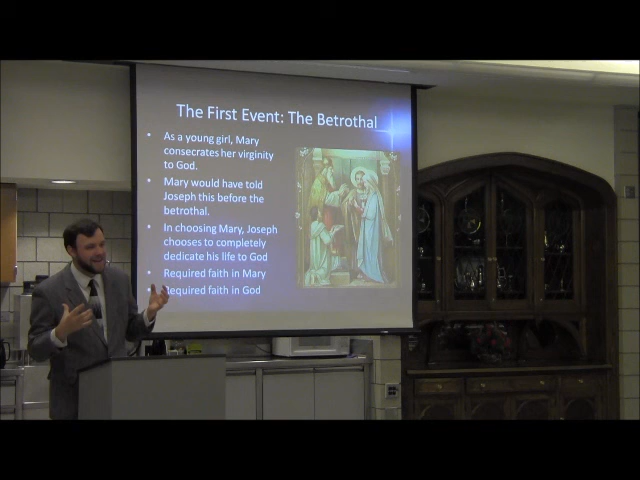 The First Event: The Betrothal
• As a young girl, Mary
consecrates her virginity
to God.
• Mary would have told
Joseph this before the
betrothal.
• In choosing Mary, Joseph
chooses to completely
dedicate his life to God
• Required faith in Mary
• Required faith in God